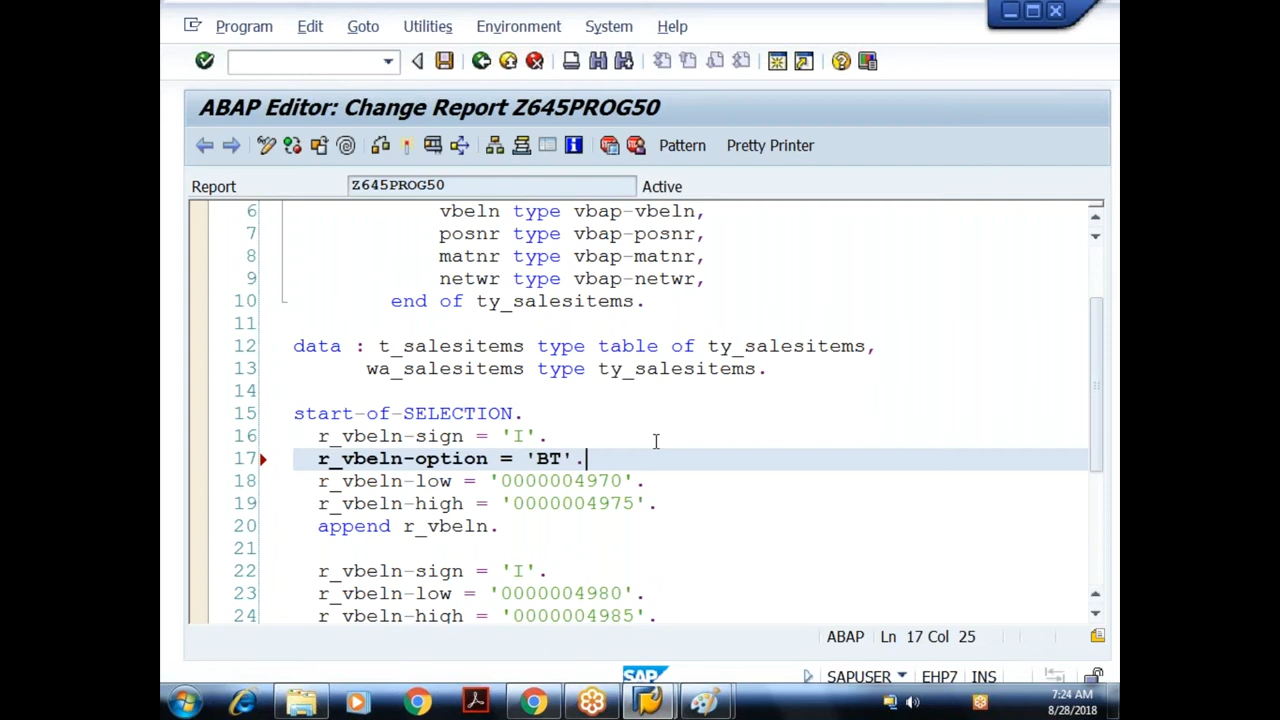 Program Edit Goto Utilities Environment System Help
ABAP Editor: Change Report Z645PROG50
Pattern Pretty Printer
Report Z645PROG50 Active
6 vbeln type vbap-vbeln,
7 posnr type vbap-posnr,
8 matnr type vbap-matnr,
9 netwr type vbap-netwr,
10 end of ty_salesitems.
11
12 data : t_salesitems type table of ty_salesitems,
13 wa_salesitems type ty_salesitems.
14
15 start-of-SELECTION.
16 r_vbeln-sign = 'I'.
17 r_vbeln-option = 'BT'.
18 r_vbeln-low = '0000004970'.
19 r_vbeln-high = '0000004975'.
20 append r_vbeln.
21
22 r_vbeln-sign = 'I'.
23 r_vbeln-low = '0000004980'.
24 r_vbeln-high = '0000004985'.
ABAP Ln 17 Col 25
SAP SAPUSER EHP7 INS
7:24 AM
8/28/2018